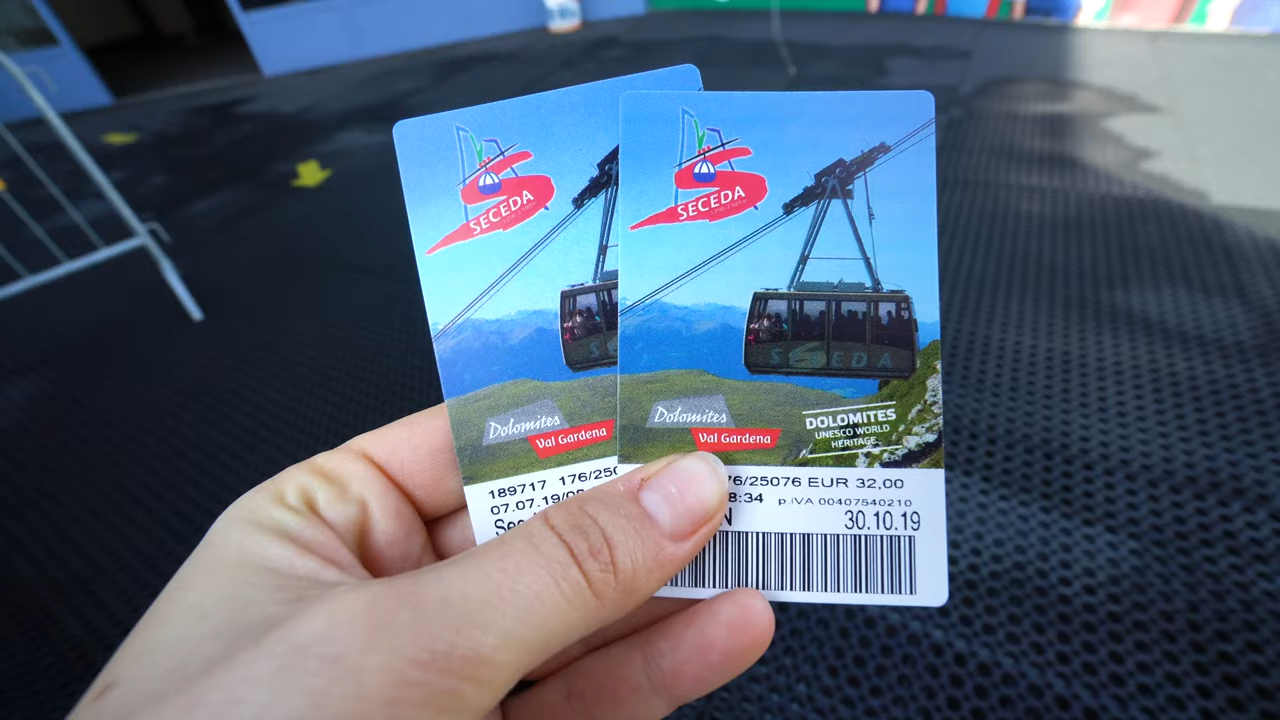 SECEDA
SECEDA
Dolomites
Val Gardena
189717 176/250
07.07.19/0
SECEDA
SECEDA
Dolomites
Val Gardena
DOLOMITES
UNESCO WORLD
HERITAGE
76/25076 EUR 32,00
8:34 p.IVA 00407540210
N 30.10.19